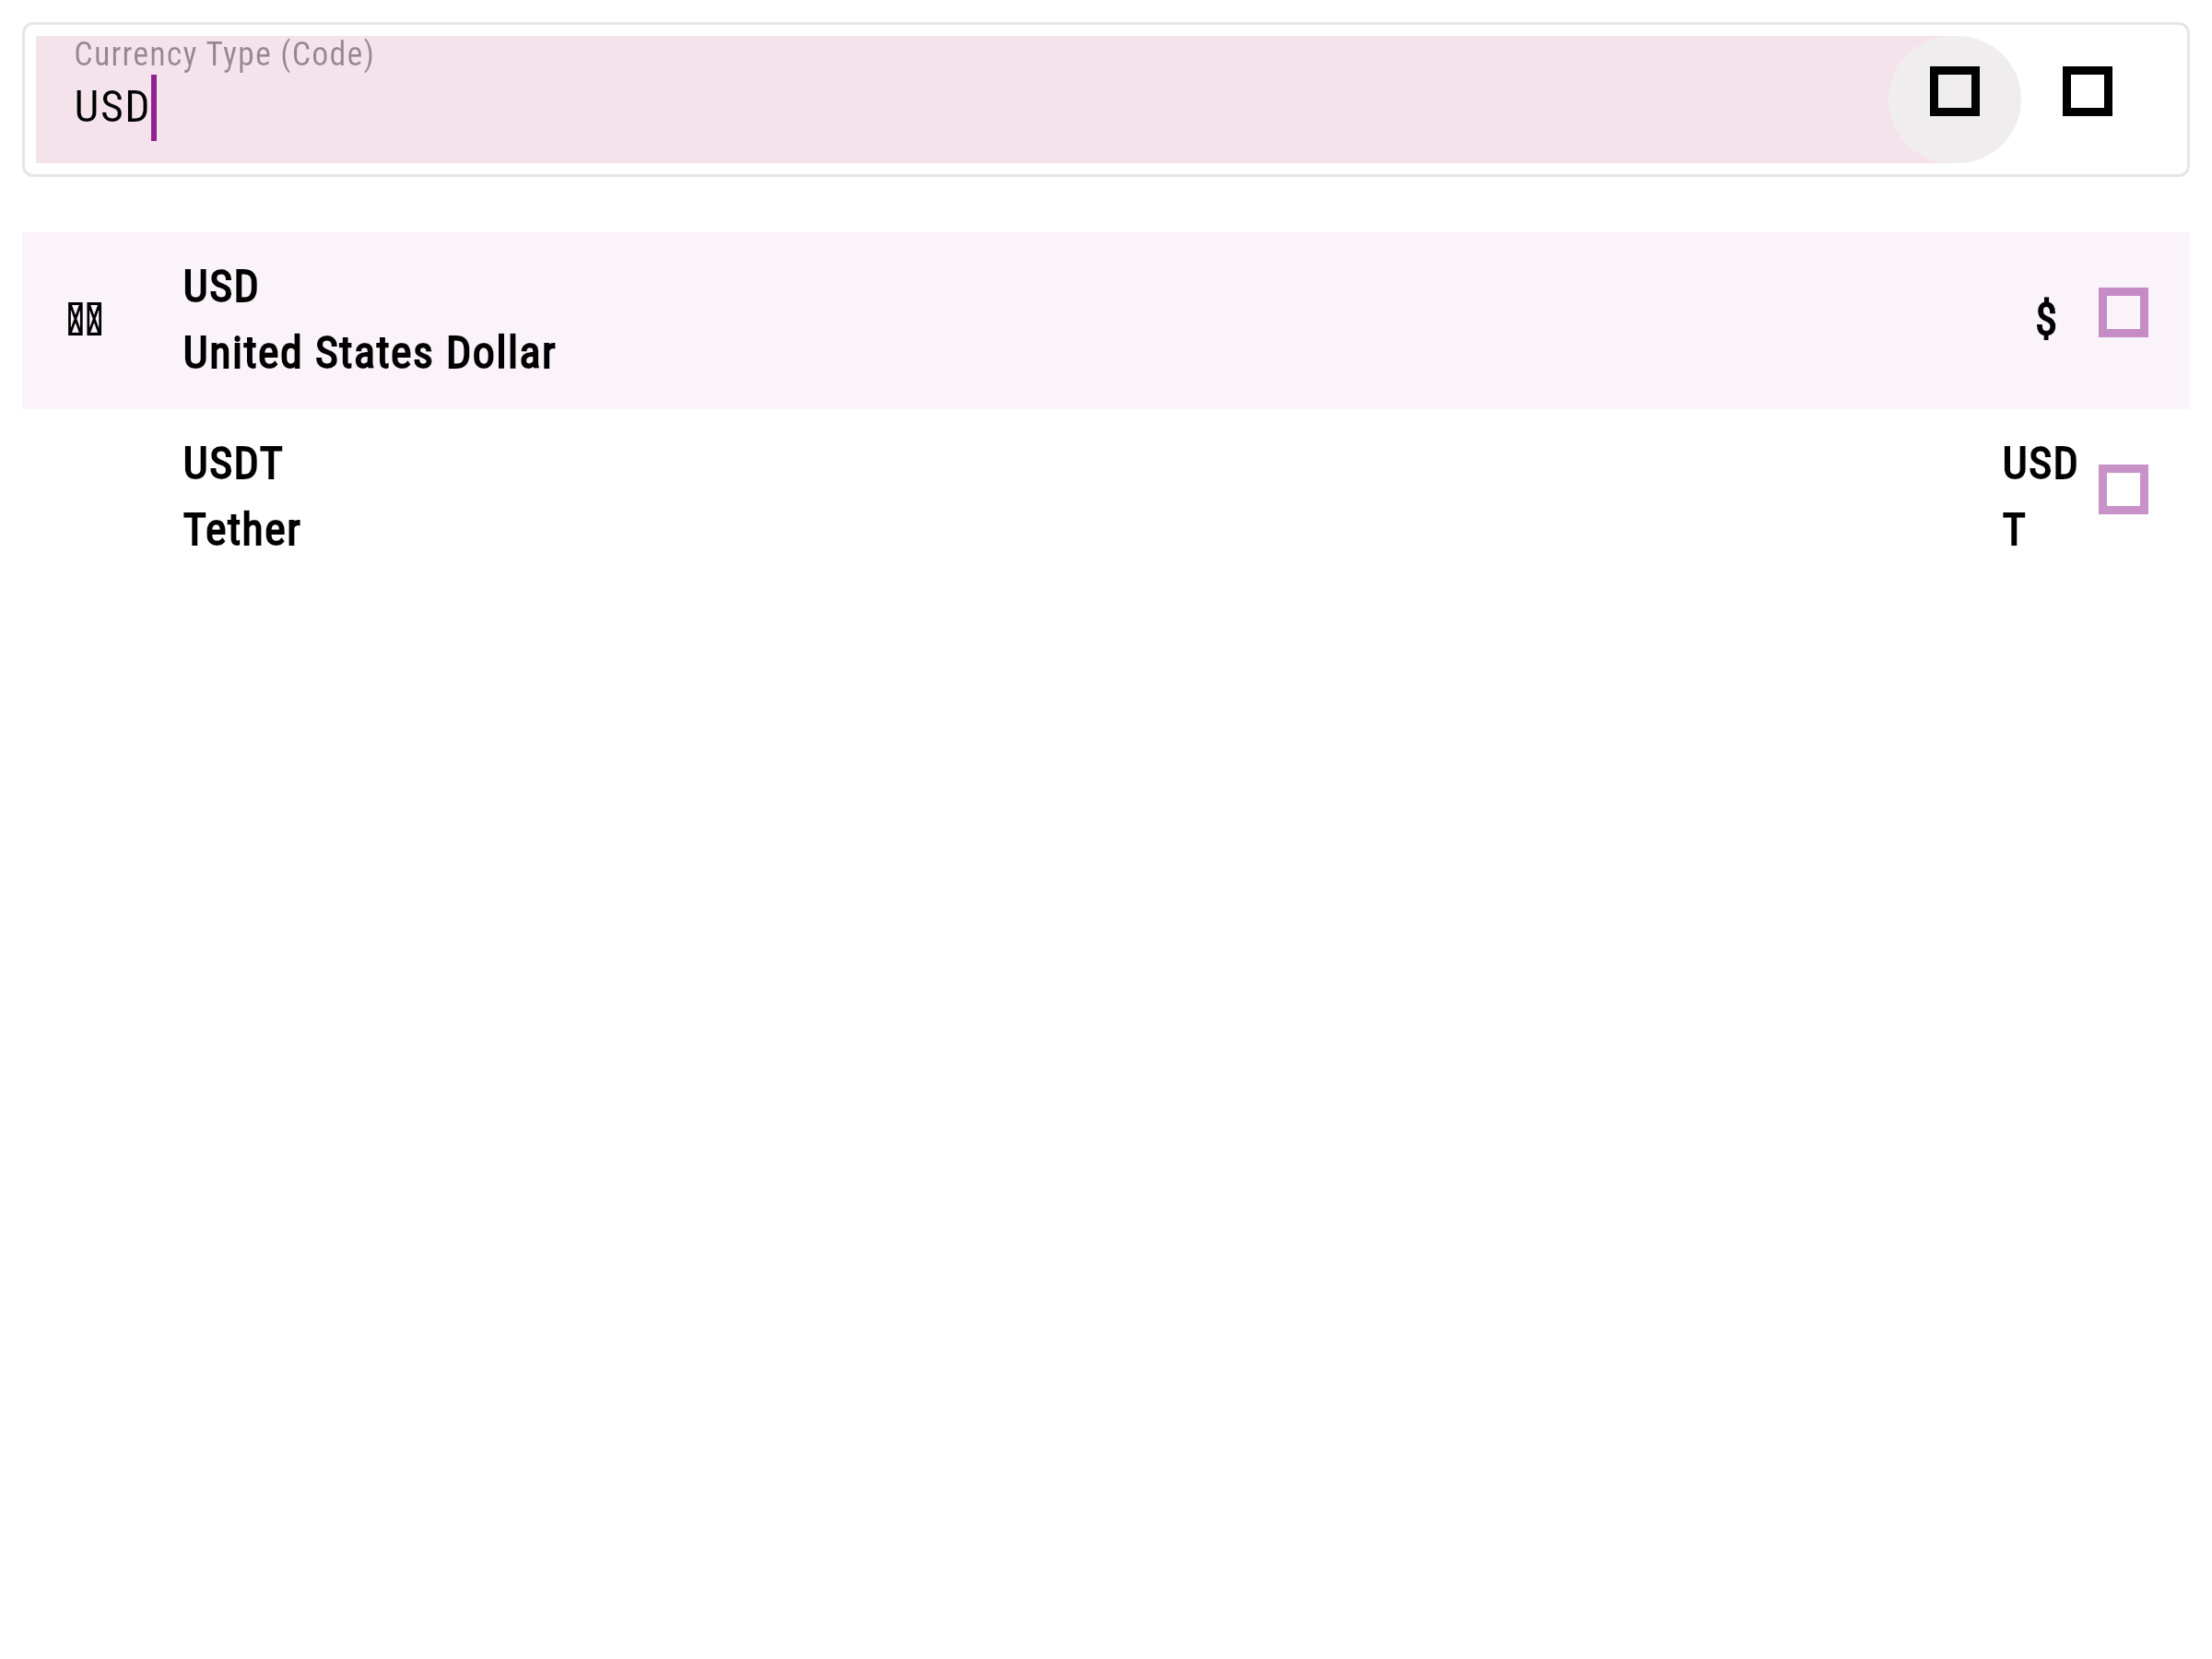 Currency Type (Code)
USD
USD
United States Dollar
$
USDT
Tether
USD
T